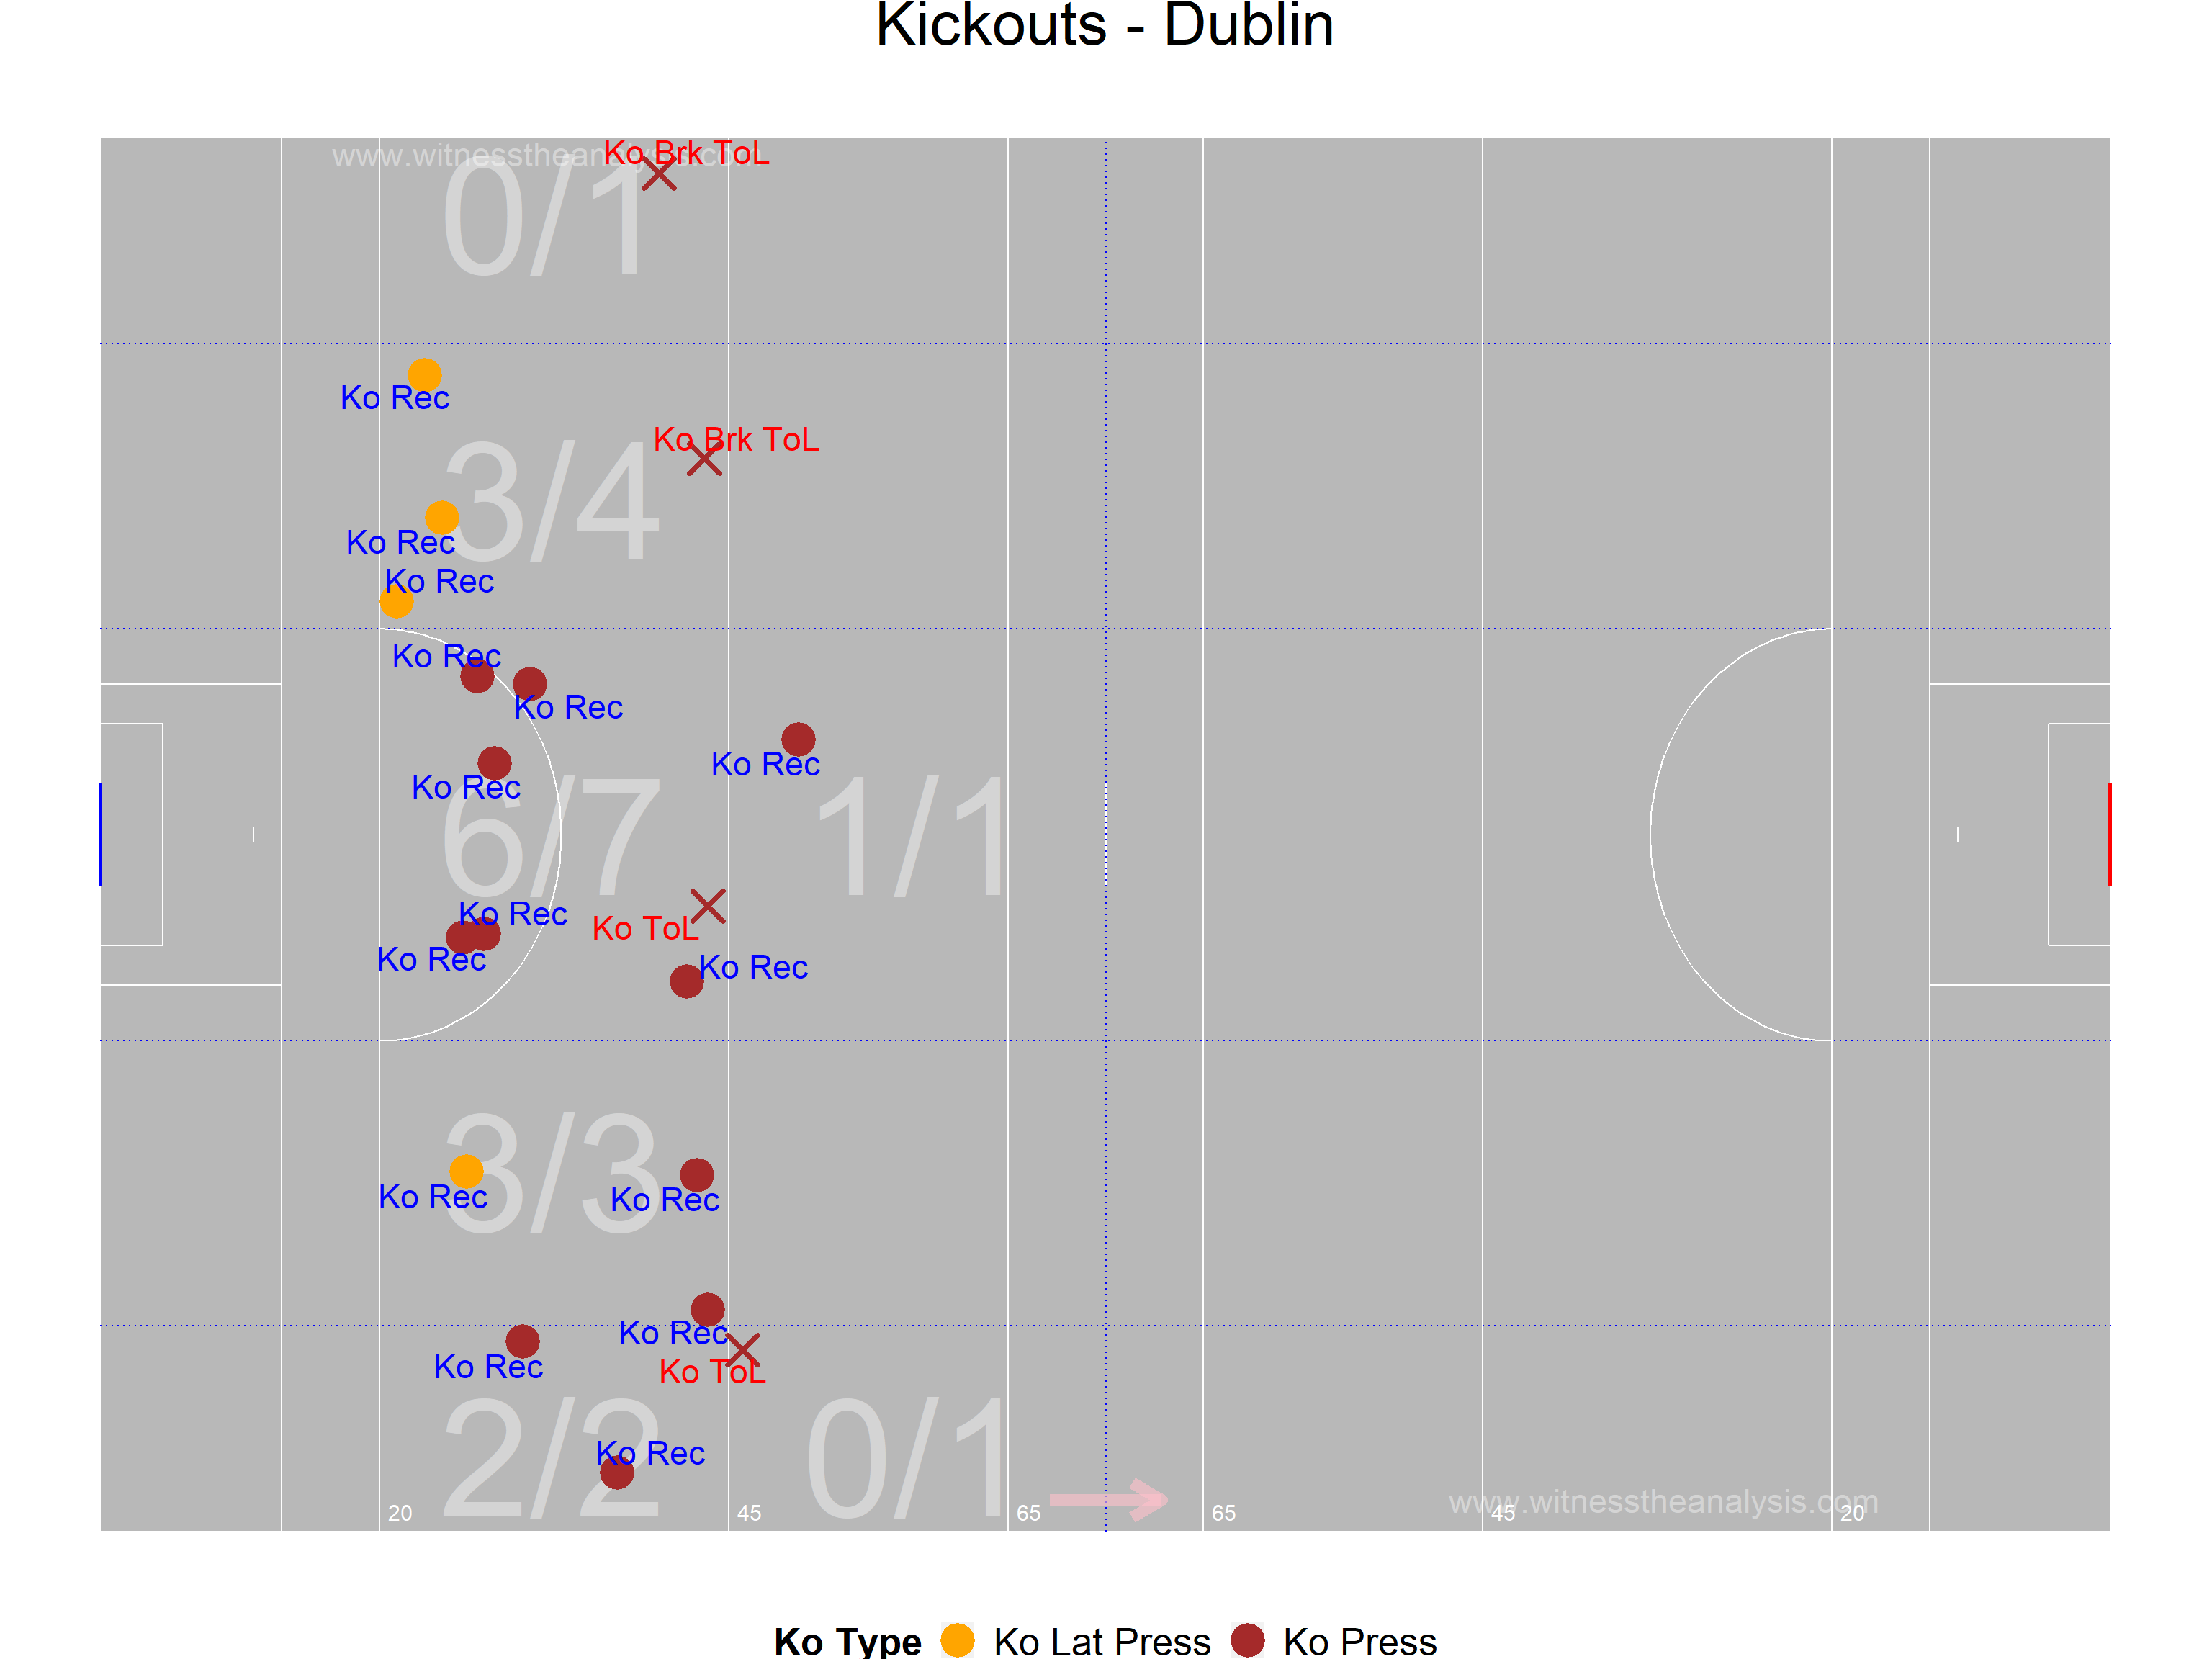 Kickouts - Dublin
www.witnesstheanalysis.com
Ko Brk ToL
0/1
Ko Rec
Ko Brk ToL
3/4
Ko Rec
Ko Rec
Ko Rec
Ko Rec
Ko Rec
Ko Rec
6/7
1/1
Ko Rec
Ko ToL
Ko Rec
Ko Rec
3/3
Ko Rec
Ko Rec
Ko Rec
Ko Rec
Ko ToL
2/2
0/1
Ko Rec
www.witnesstheanalysis.com
20 45 65 65 45 20
Ko Type Ko Lat Press Ko Press